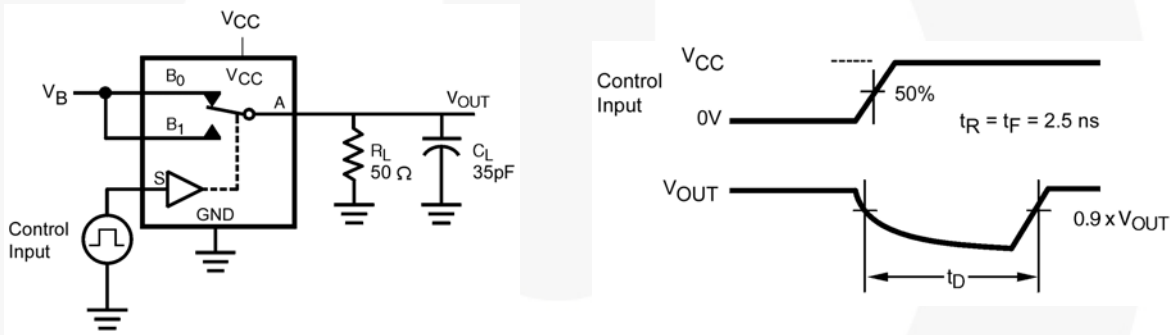 VCC
VCC
VB
B0
A
VOUT
B1
RL
50 Ω
CL
35pF
S
GND
Control
Input
Control
Input
VCC
50%
0V
tR = tF = 2.5 ns
VOUT
0.9 x VOUT
tD